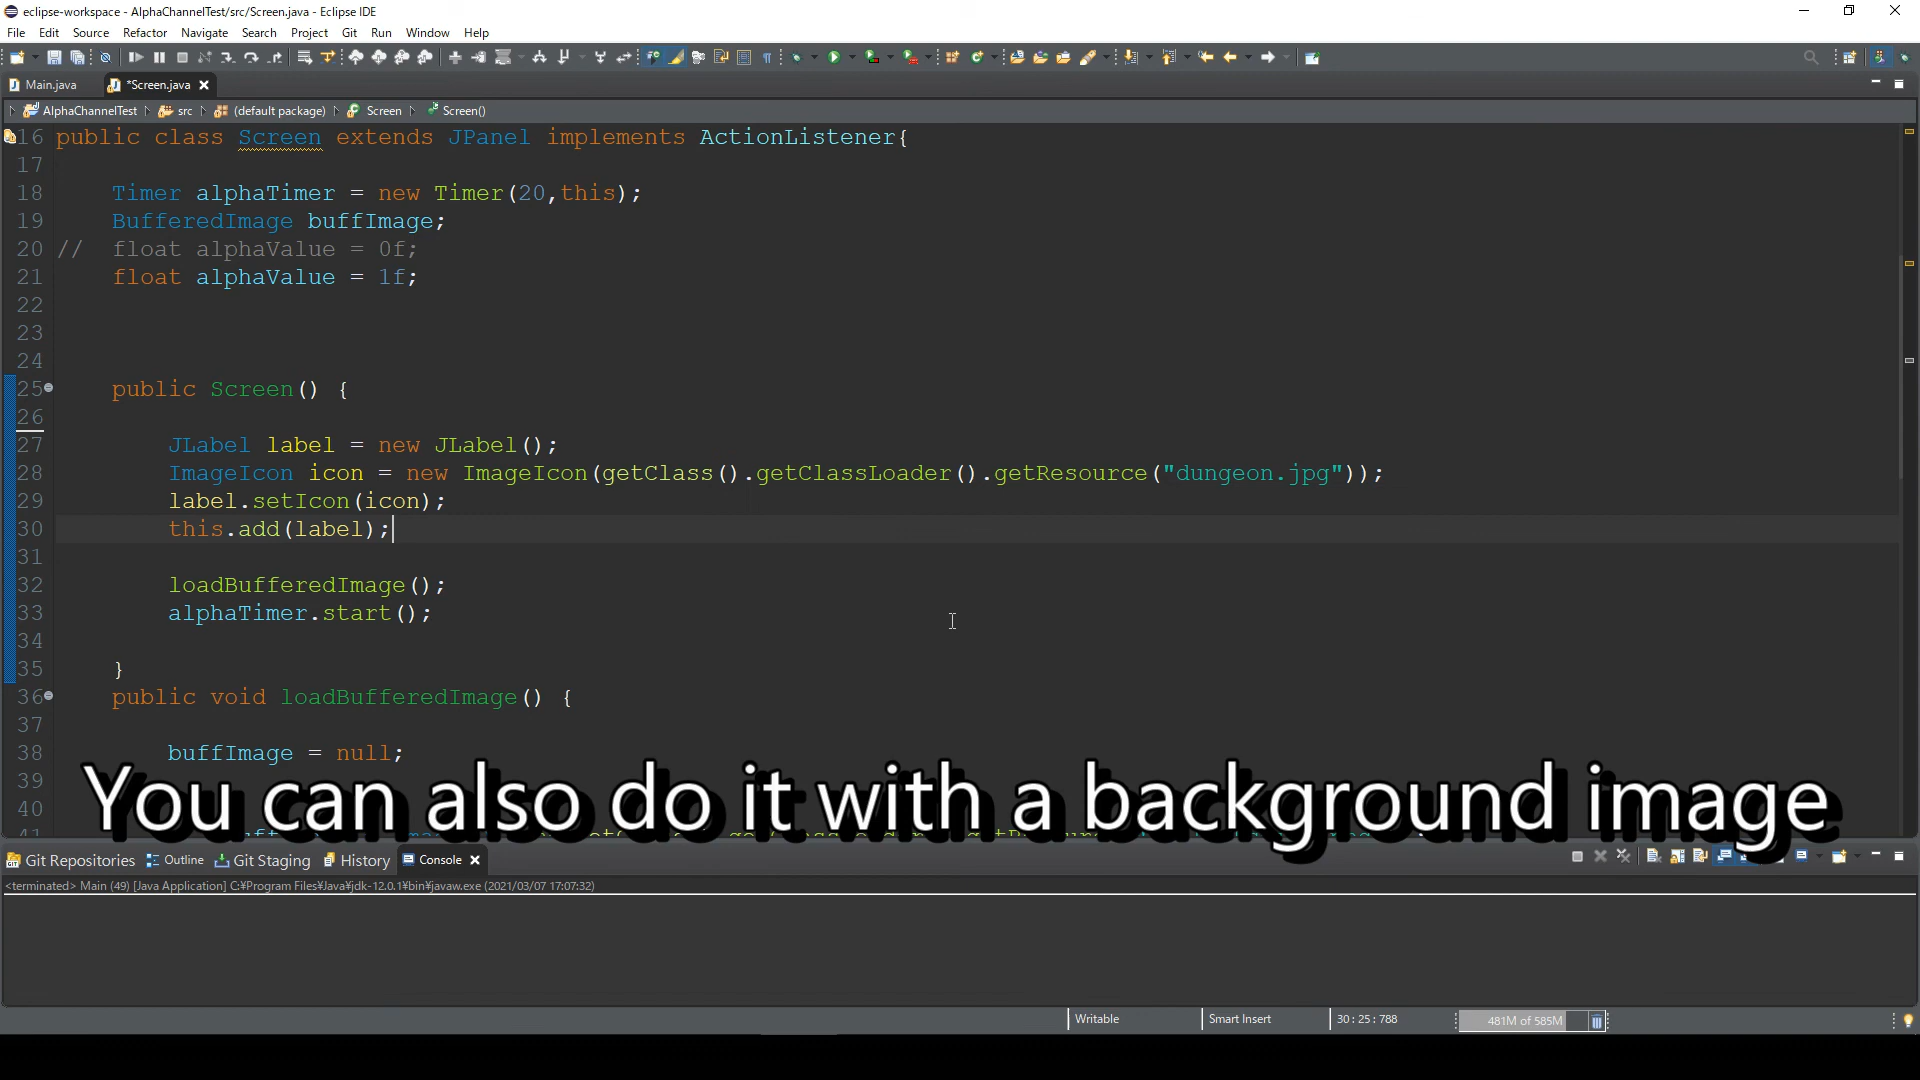 eclipse-workspace - AlphaChannelTest/src/Screen.java - Eclipse IDE
File Edit Source Refactor Navigate Search Project Git Run Window Help
Main.java *Screen.java
AlphaChannelTest src (default package) Screen Screen()
16 public class Screen extends JPanel implements ActionListener{
17
18 Timer alphaTimer = new Timer(20,this);
19 BufferedImage buffImage;
20 // float alphaValue = 0f;
21 float alphaValue = 1f;
22
23
24
25 public Screen() {
26
27 JLabel label = new JLabel();
28 ImageIcon icon = new ImageIcon(getClass().getClassLoader().getResource("dungeon.jpg"));
29 label.setIcon(icon);
30 this.add(label);
31
32 loadBufferedImage();
33 alphaTimer.start();
34
35 }
36 public void loadBufferedImage() {
37
38 buffImage = null;
39
40
41
You can also do it with a background image
Git Repositories Outline Git Staging History Console
<terminated> Main (49) [Java Application] C:¥Program Files¥Java¥jdk-12.0.1¥bin¥javaw.exe (2021/03/07 17:07:32)
Writable Smart Insert 30 : 25 : 788 481M of 585M